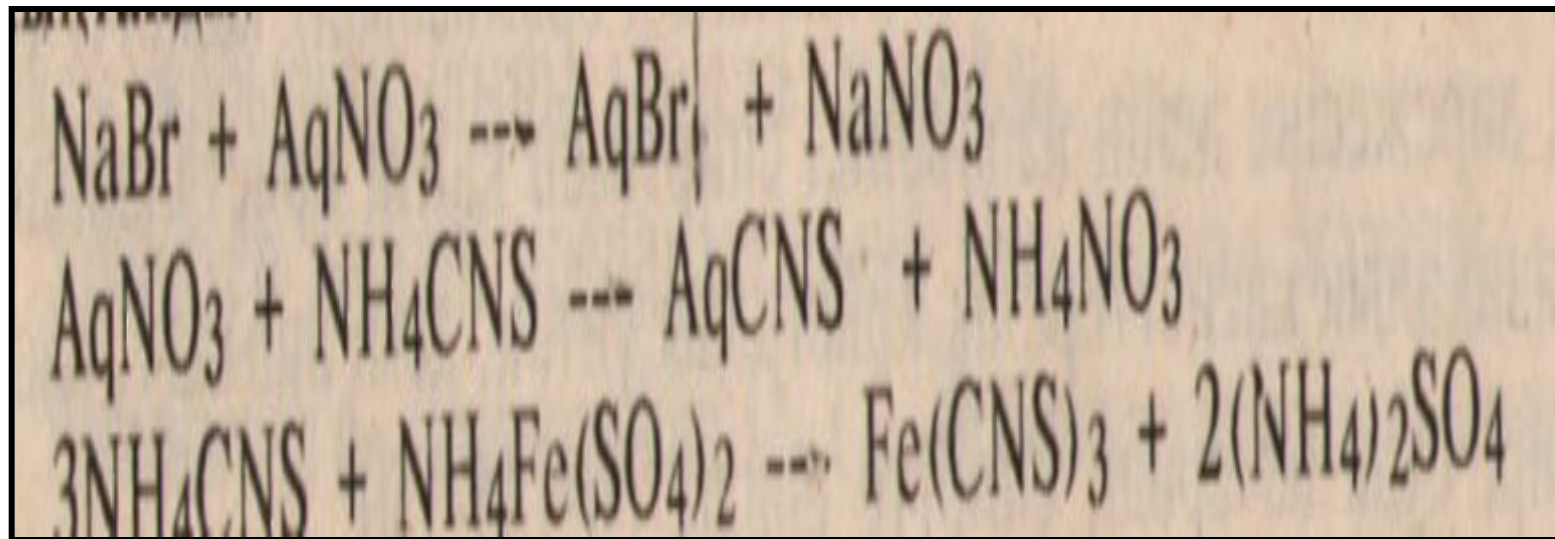 NaBr + AqNO3 --→ AqBr↓ + NaNO3
AqNO3 + NH4CNS --- AqCNS + NH4NO3
3NH4CNS + NH4Fe(SO4)2 --→ Fe(CNS)3 + 2(NH4)2SO4